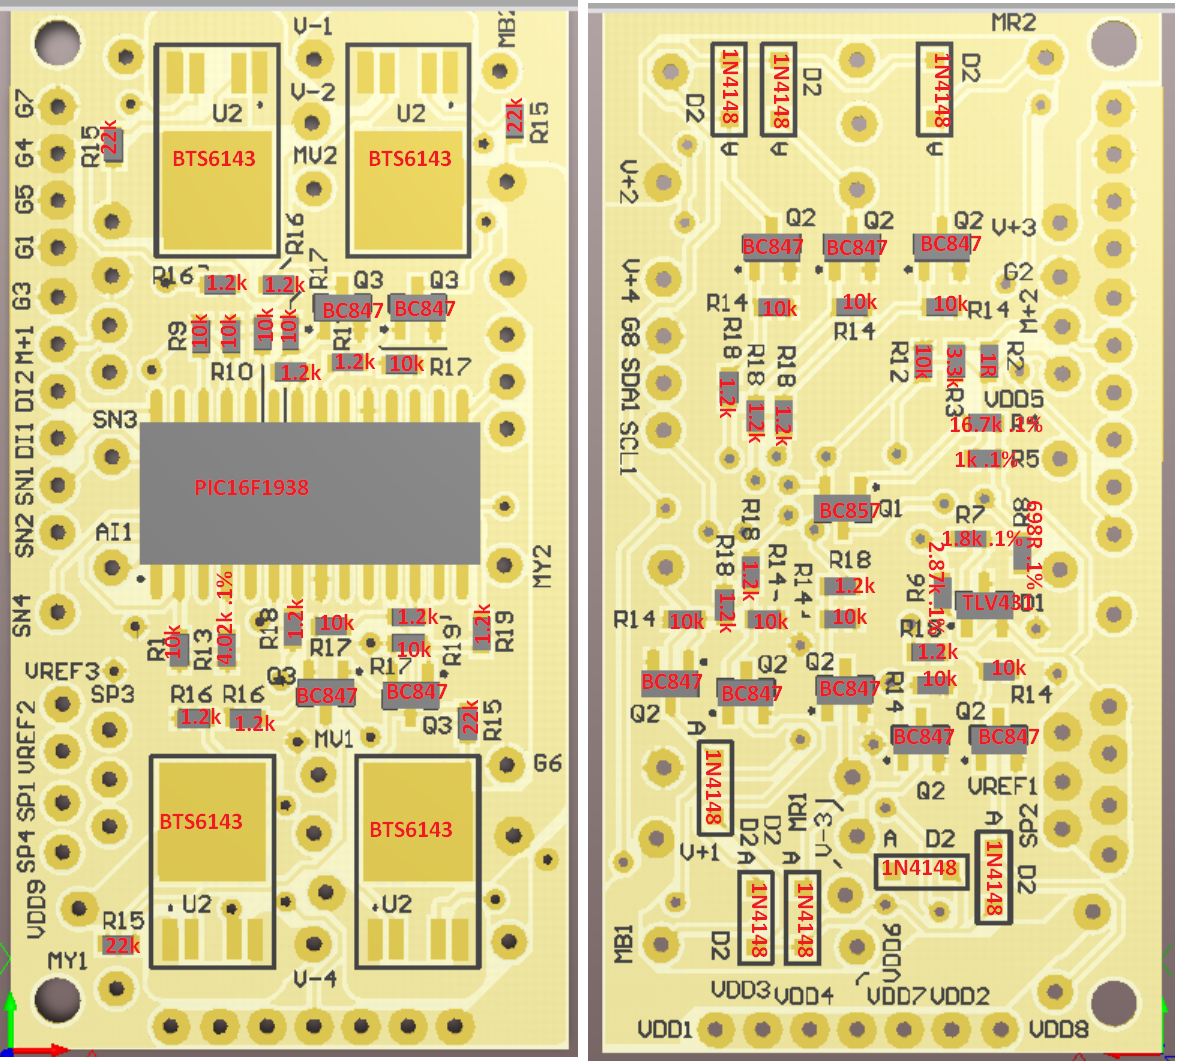 V-1
MB2
G7
U2
V-2
U2
22k
R15
R15
22k
G4
BTS6143
MV2
BTS6143
G5
G1
R16
R16
1.2k
1.2k
R17
Q3
Q3
G3
BC847
BC847
R9
10k
10k
10k
10k
M+1
R10
1.2k
1.2k
10k
R17
DI2
SN3
DI1
SN1
PIC16F1938
SN2
AI1
MY2
SN4
R1
10k
R13
4.02k .1%
R18
1.2k
10k
R17
1.2k
10k
R17
R19
1.2k
R19
VREF3
SP3
Q3
BC847
BC847
Q3
R16
R16
1.2k
1.2k
22k
R15
VREF2
MV1
G6
SP1
BTS6143
BTS6143
SP4
VDD9
U2
U2
R15
22k
MY1
V-4
MR2
1N4148
1N4148
D2
1N4148
D2
D2
A
A
V+2
Q2
Q2
Q2
V+3
BC847
BC847
BC847
V+4
G2
R14
10k
10k
R14
10k
R14
M+2
G8
R18
R18
R18
1.2k
1.2k
1.2k
R12
10k
3.3k
R3
1R
R2
SDA1
VDD5
16.7k .1%
SCL1
1k .1%
R5
BC857
Q1
R7
R8
698R .1%
1.8k .1%
R18
R18
1.2k
1.2k
R14
R14
R18
1.2k
R6
2.87k .1%
TLV431
D1
R14
10k
10k
10k
1.2k
10k
10k
R14
R14
BC847
Q2
Q2
BC847
Q2
BC847
A
Q2
BC847
BC847
Q2
VREF1
1N4148
V+1
D2
D2
A
MR1
A
V-3
A
D2
1N4148
A
1N4148
D2
SP2
MB1
D2
1N4148
1N4148
VDD6
VDD3
VDD4
VDD7
VDD2
VDD1
VDD8